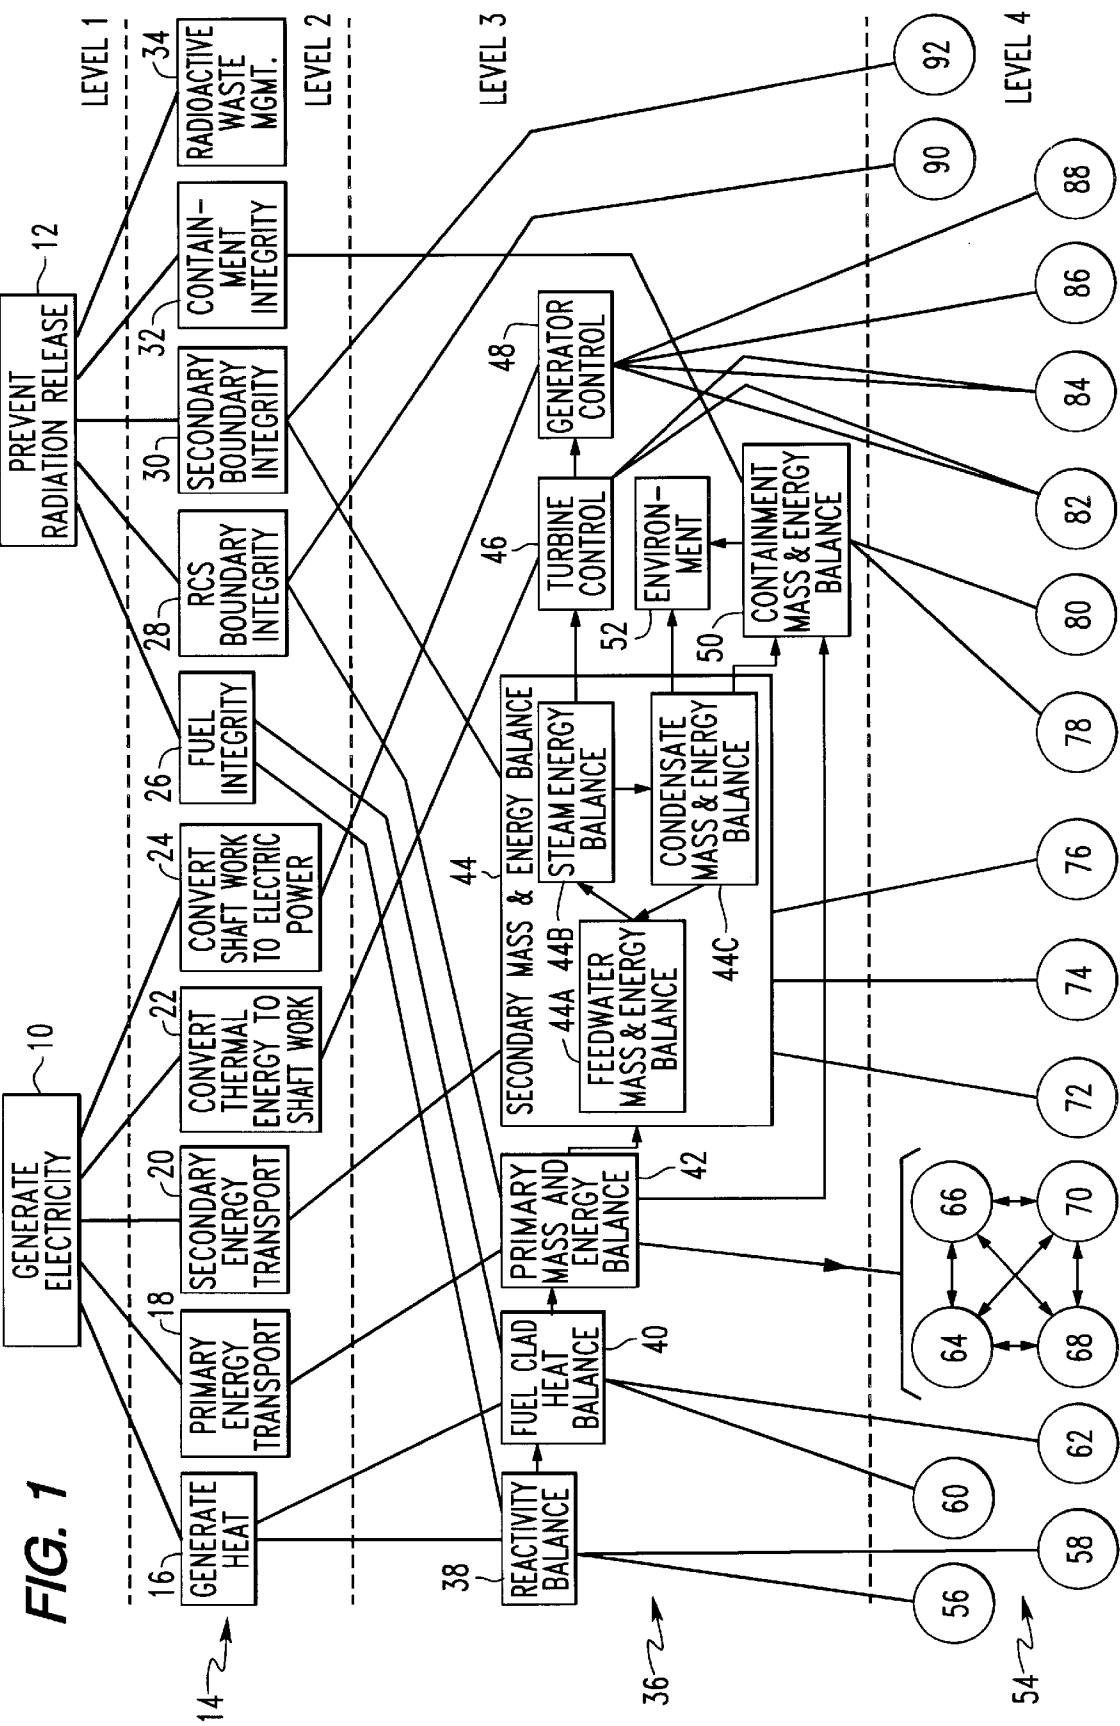 FIG. 1
GENERATE
ELECTRICITY
10
PREVENT
RADIATION RELEASE
12
LEVEL 1
14
16
GENERATE
HEAT
18
PRIMARY
ENERGY
TRANSPORT
20
SECONDARY
ENERGY
TRANSPORT
22
CONVERT
THERMAL
ENERGY TO
SHAFT WORK
24
CONVERT
SHAFT WORK
TO ELECTRIC
POWER
26
FUEL
INTEGRITY
28
RCS
BOUNDARY
INTEGRITY
30
SECONDARY
BOUNDARY
INTEGRITY
32
CONTAIN-
MENT
INTEGRITY
34
RADIOACTIVE
WASTE
MGMT.
LEVEL 2
36
38
REACTIVITY
BALANCE
FUEL CLAD
HEAT
BALANCE
40
PRIMARY
MASS AND
ENERGY
BALANCE
42
44
SECONDARY MASS & ENERGY BALANCE
44A
FEEDWATER
MASS & ENERGY
BALANCE
44B
STEAM ENERGY
BALANCE
CONDENSATE
MASS & ENERGY
BALANCE
44C
46
TURBINE
CONTROL
48
GENERATOR
CONTROL
52
ENVIRON-
MENT
50
CONTAINMENT
MASS & ENERGY
BALANCE
LEVEL 3
54
56
58
60
62
64
66
68
70
72
74
76
78
80
82
84
86
88
90
92
LEVEL 4